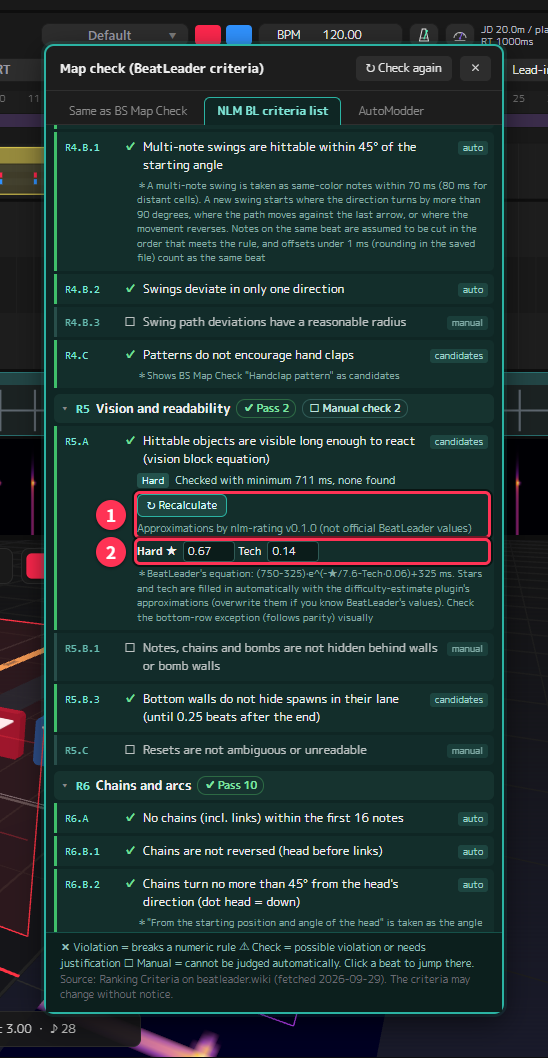 Default
BPM 120.00
JD 20.0m / pla
RT 1000ms
RT
Map check (BeatLeader criteria)
↻ Check again
✕
Lead-in
0 11
25
Same as BS Map Check
NLM BL criteria list
AutoModder
R4.B.1 ✔ Multi-note swings are hittable within 45° of the auto
starting angle
＊A multi-note swing is taken as same-color notes within 70 ms (80 ms for
distant cells). A new swing starts where the direction turns by more than
90 degrees, where the path moves against the last arrow, or where the
movement reverses. Notes on the same beat are assumed to be cut in the
order that meets the rule, and offsets under 1 ms (rounding in the saved
file) count as the same beat
R4.B.2 ✔ Swings deviate in only one direction auto
R4.B.3 ☐ Swing path deviations have a reasonable radius manual
R4.C ✔ Patterns do not encourage hand claps candidates
＊Shows BS Map Check "Handclap pattern" as candidates
R5 Vision and readability ✔ Pass 2 ☐ Manual check 2
R5.A ✔ Hittable objects are visible long enough to react candidates
(vision block equation)
Hard Checked with minimum 711 ms, none found
1
↻ Recalculate
Approximations by nlm-rating v0.1.0 (not official BeatLeader values)
2
Hard ★ 0.67 Tech 0.14
＊BeatLeader's equation: (750-325)·e^(-★/7.6-Tech·0.06)+325 ms. Stars
and tech are filled in automatically with the difficulty-estimate plugin's
approximations (overwrite them if you know BeatLeader's values). Check
the bottom-row exception (follows parity) visually
R5.B.1 ☐ Notes, chains and bombs are not hidden behind walls manual
or bomb walls
R5.B.3 ✔ Bottom walls do not hide spawns in their lane candidates
(until 0.25 beats after the end)
R5.C ☐ Resets are not ambiguous or unreadable manual
R6 Chains and arcs ✔ Pass 10
R6.A ✔ No chains (incl. links) within the first 16 notes auto
R6.B.1 ✔ Chains are not reversed (head before links) auto
R6.B.2 ✔ Chains turn no more than 45° from the head's auto
direction (dot head = down)
＊"From the starting position and angle of the head" is taken as the angle
✕ Violation = breaks a numeric rule ⚠ Check = possible violation or needs
justification ☐ Manual = cannot be judged automatically. Click a beat to jump there.
Source: Ranking Criteria on beatleader.wiki (fetched 2026-09-29). The criteria may
change without notice.
: 3.00 · ♪ 28